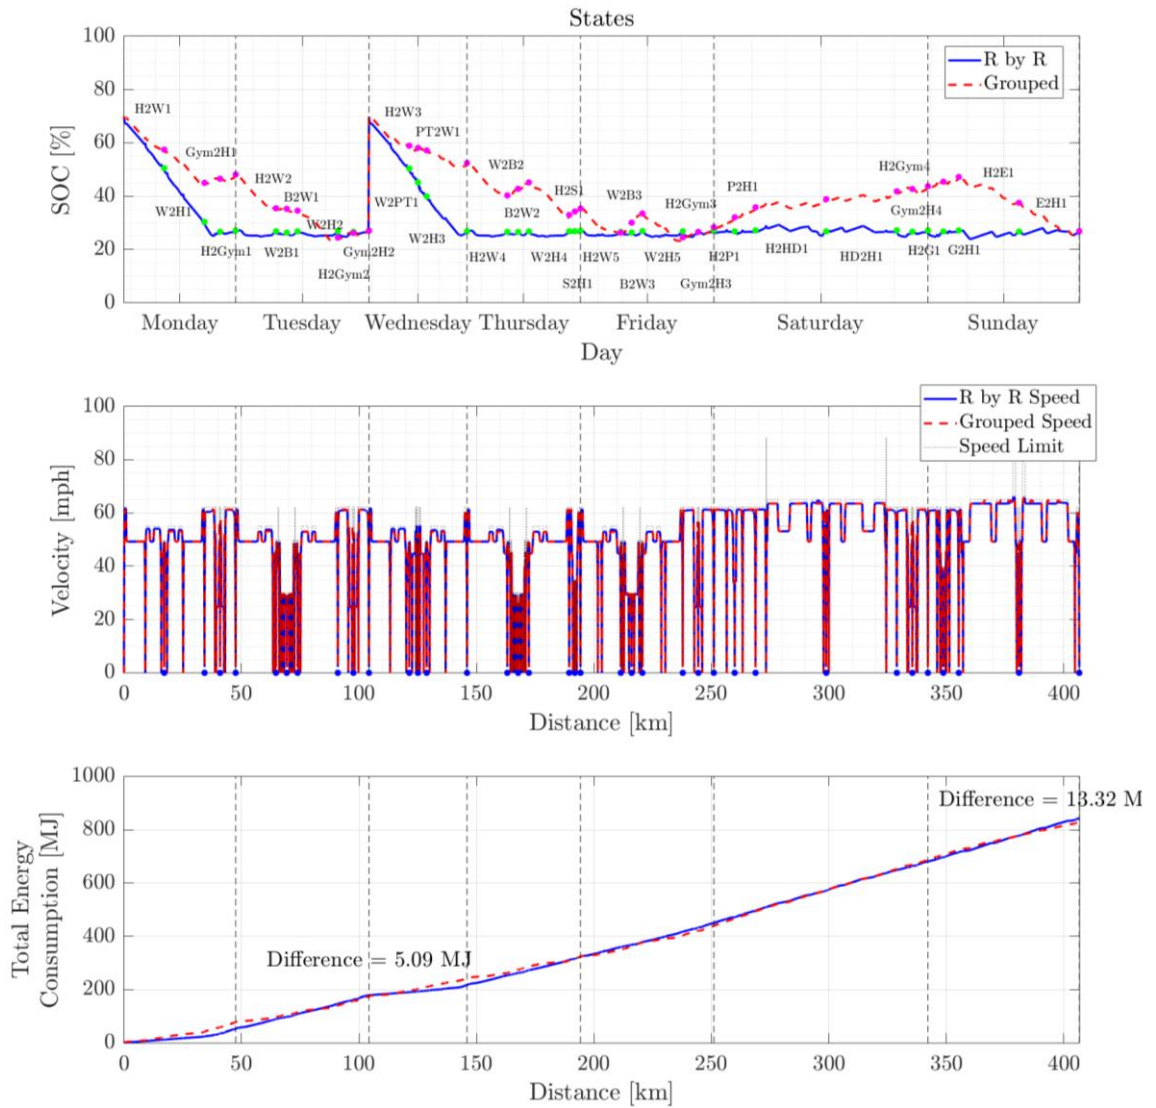 States
100
80
60
40
20
0
SOC [%]
R by R
Grouped
H2W1
Gym2H1
H2W2
B2W1
W2H2
W2H1
H2Gym1
W2B1
H2Gym2
Gym2H2
H2W3
PT2W1
W2PT1
W2H3
H2W4
W2B2
B2W2
W2H4
H2S1
S2H1
H2W5
W2B3
B2W3
W2H5
H2Gym3
Gym2H3
H2P1
P2H1
H2HD1
HD2H1
H2Gym4
Gym2H4
H2G1
G2H1
H2E1
E2H1
Monday
Tuesday
Wednesday
Thursday
Friday
Saturday
Sunday
Day
100
80
60
40
20
0
Velocity [mph]
R by R Speed
Grouped Speed
Speed Limit
0 50 100 150 200 250 300 350 400
Distance [km]
1000
800
600
400
200
0
Total Energy
Consumption [MJ]
Difference = 5.09 MJ
Difference = 13.32 M
0 50 100 150 200 250 300 350 400
Distance [km]